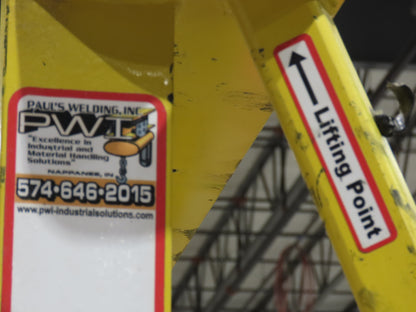 PAUL'S WELDING, INC
PWI
"Excellence in
Industrial and
Material Handling
Solutions"
NAPPANEE, IN
574-646-2015
www.pwi-industrialsolutions.com
Lifting Point